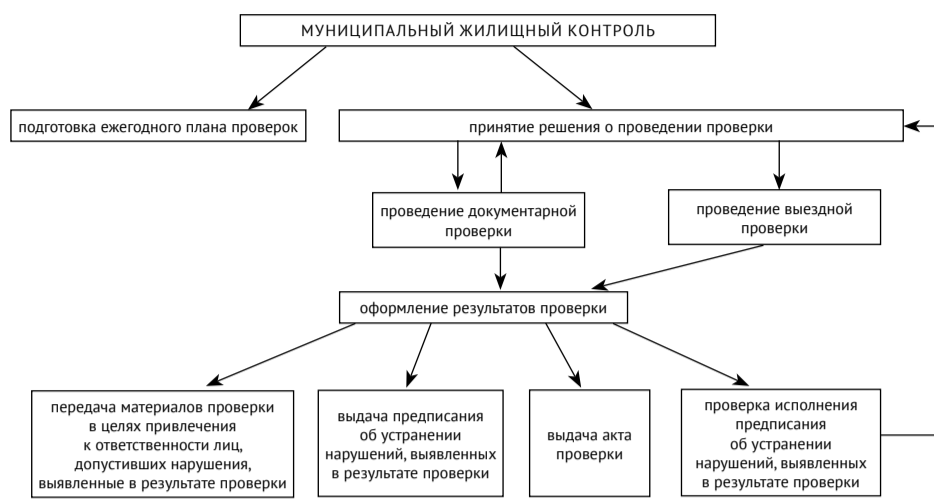 МУНИЦИПАЛЬНЫЙ ЖИЛИЩНЫЙ КОНТРОЛЬ
подготовка ежегодного плана проверок
принятие решения о проведении проверки
проведение документарной
проверки
проведение выездной
проверки
оформление результатов проверки
передача материалов проверки
в целях привлечения
к ответственности лиц,
допустивших нарушения,
выявленные в результате проверки
выдача предписания
об устранении
нарушений, выявленных
в результате проверки
выдача акта
проверки
проверка исполнения
предписания
об устранении
нарушений, выявленных
в результате проверки